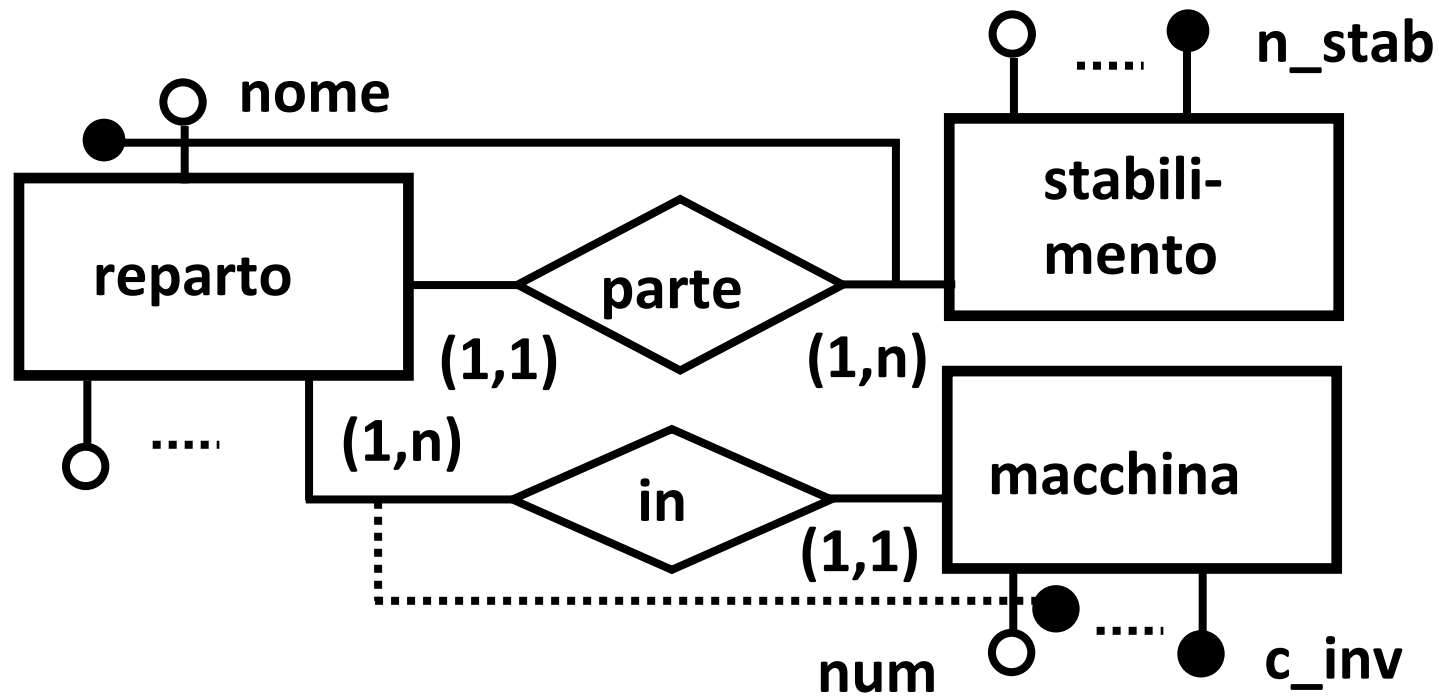 n_stab
nome
stabili-
mento
reparto
parte
(1,1)
(1,n)
(1,n)
macchina
in
(1,1)
num
c_inv